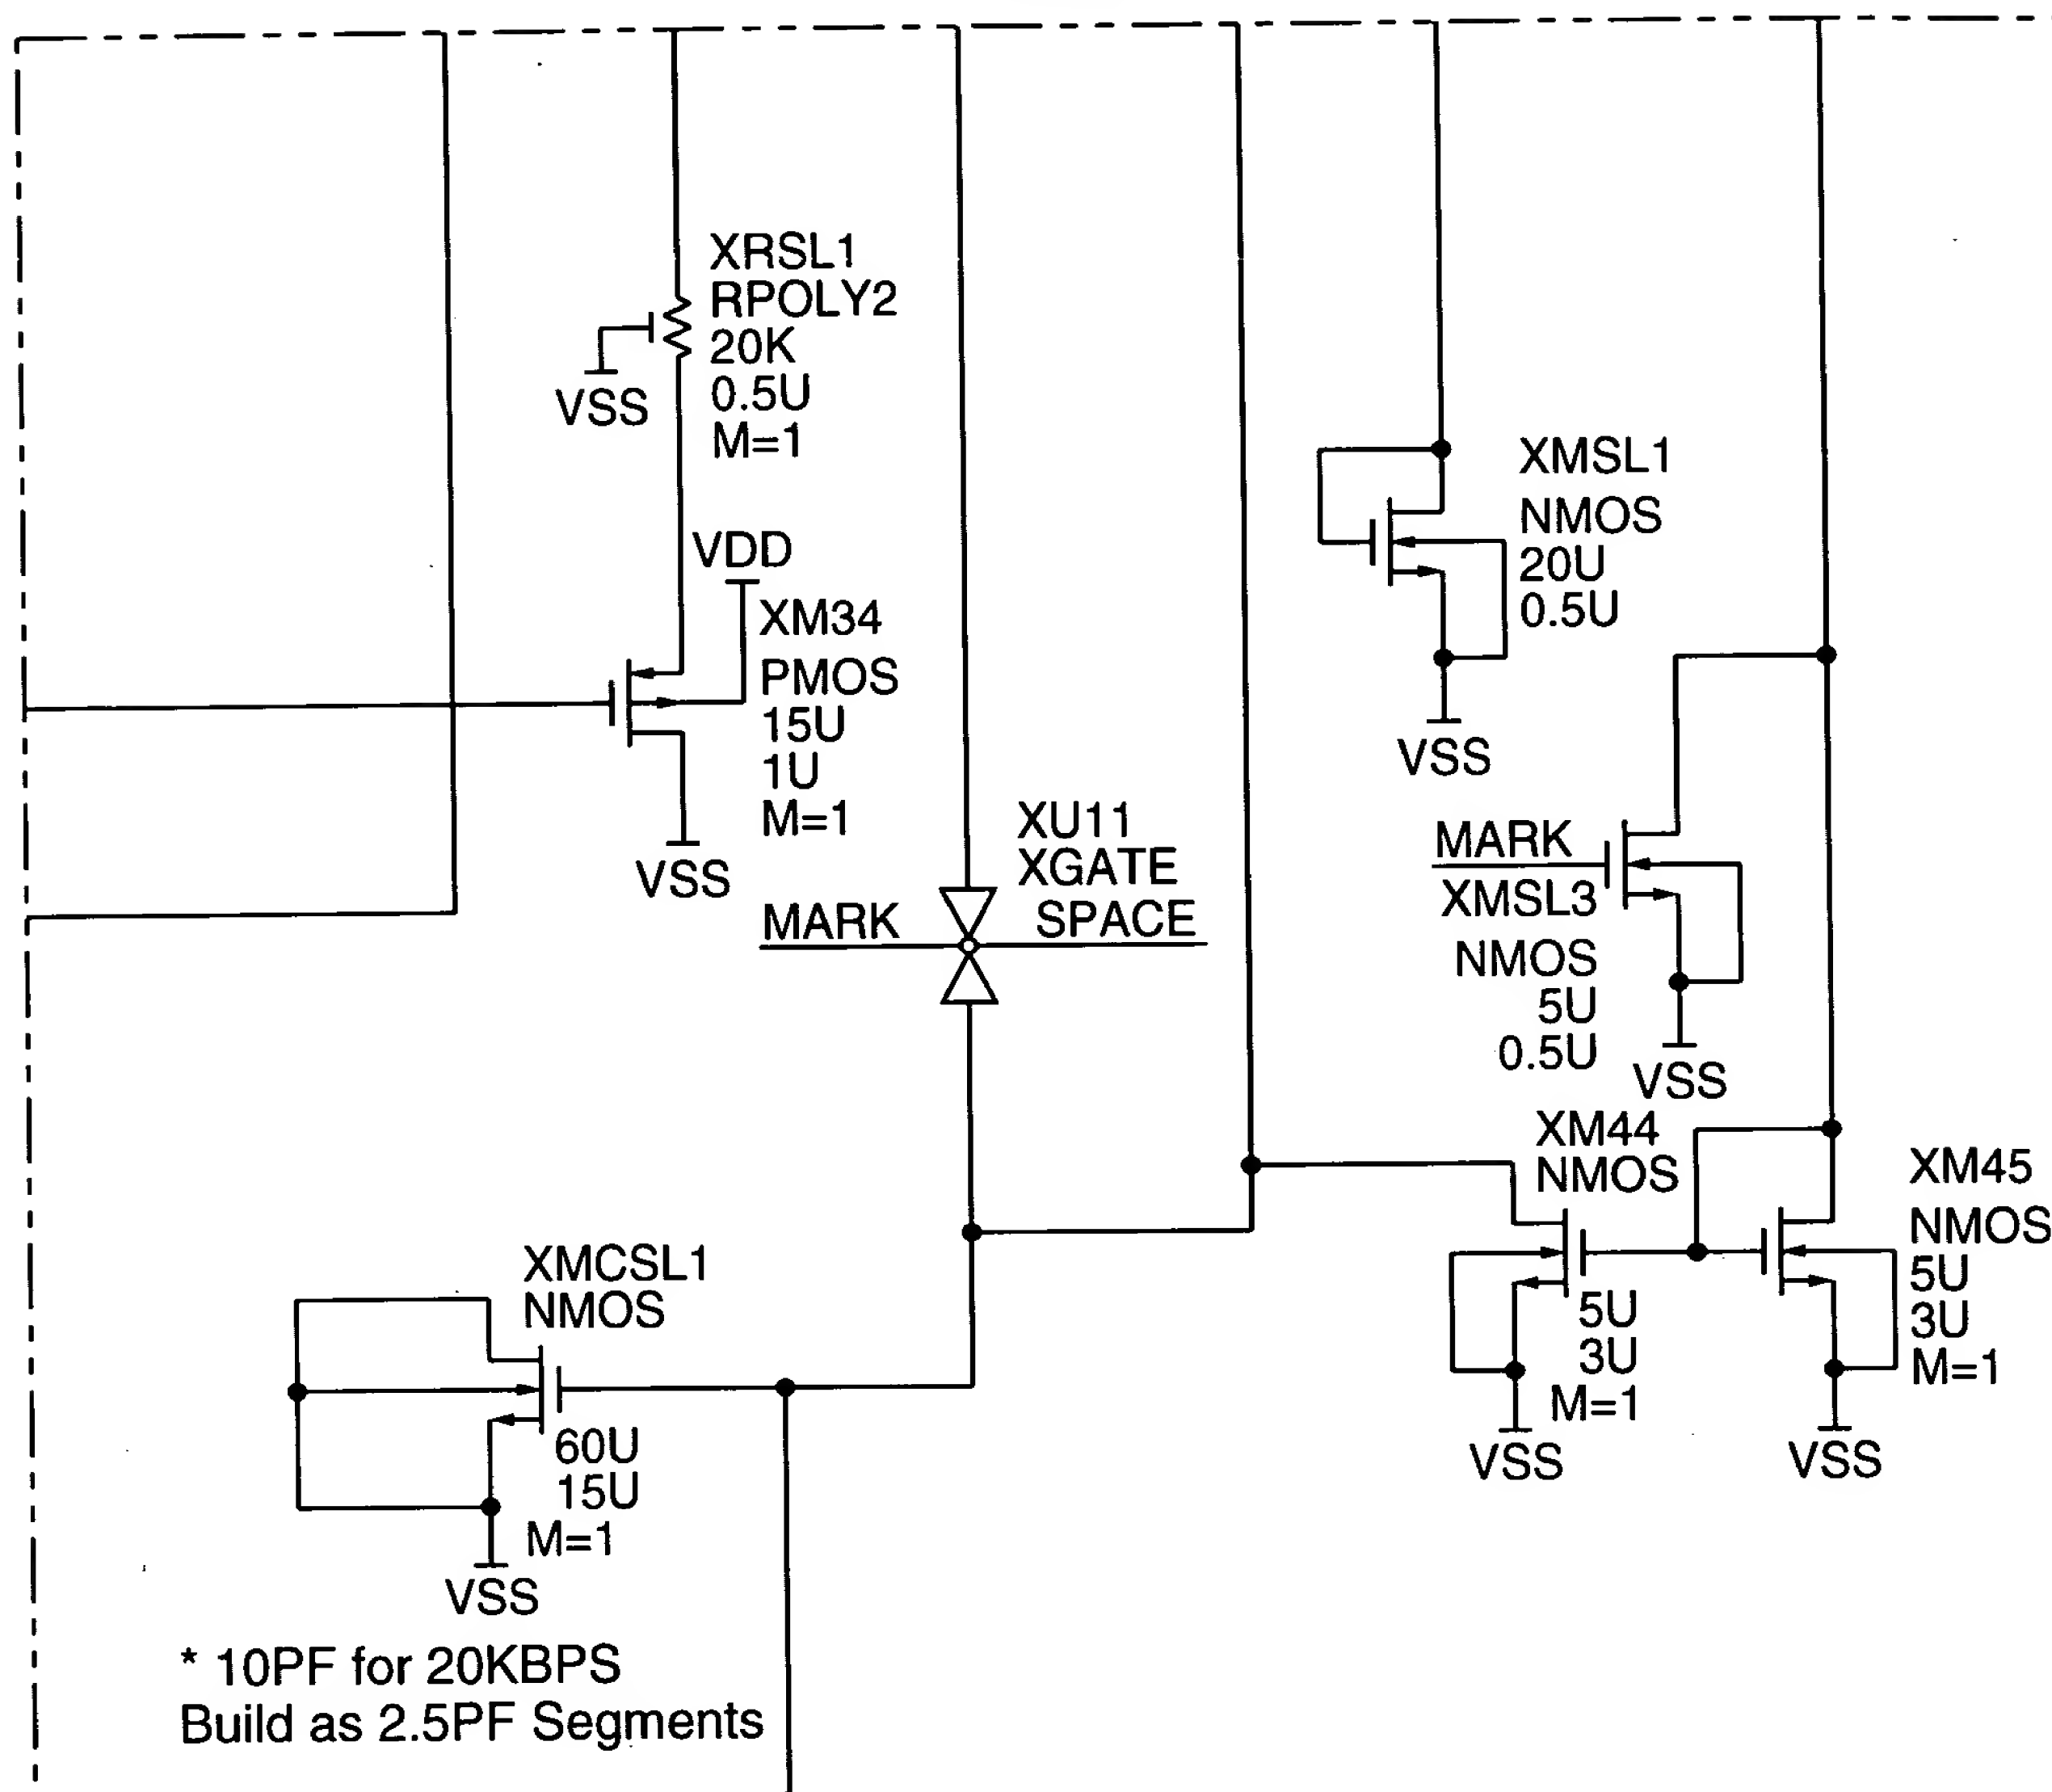 XRSL1
RPOLY2
20K
0.5U
M=1
VSS
VDD
XM34
PMOS
15U
1U
M=1
VSS
XMSL1
NMOS
20U
0.5U
VSS
XU11
XGATE
MARK
SPACE
MARK
XMSL3
NMOS
5U
0.5U
VSS
XM44
NMOS
5U
3U
M=1
VSS
XM45
NMOS
5U
3U
M=1
VSS
XMCSL1
NMOS
60U
15U
M=1
VSS
* 10PF for 20KBPS
Build as 2.5PF Segments